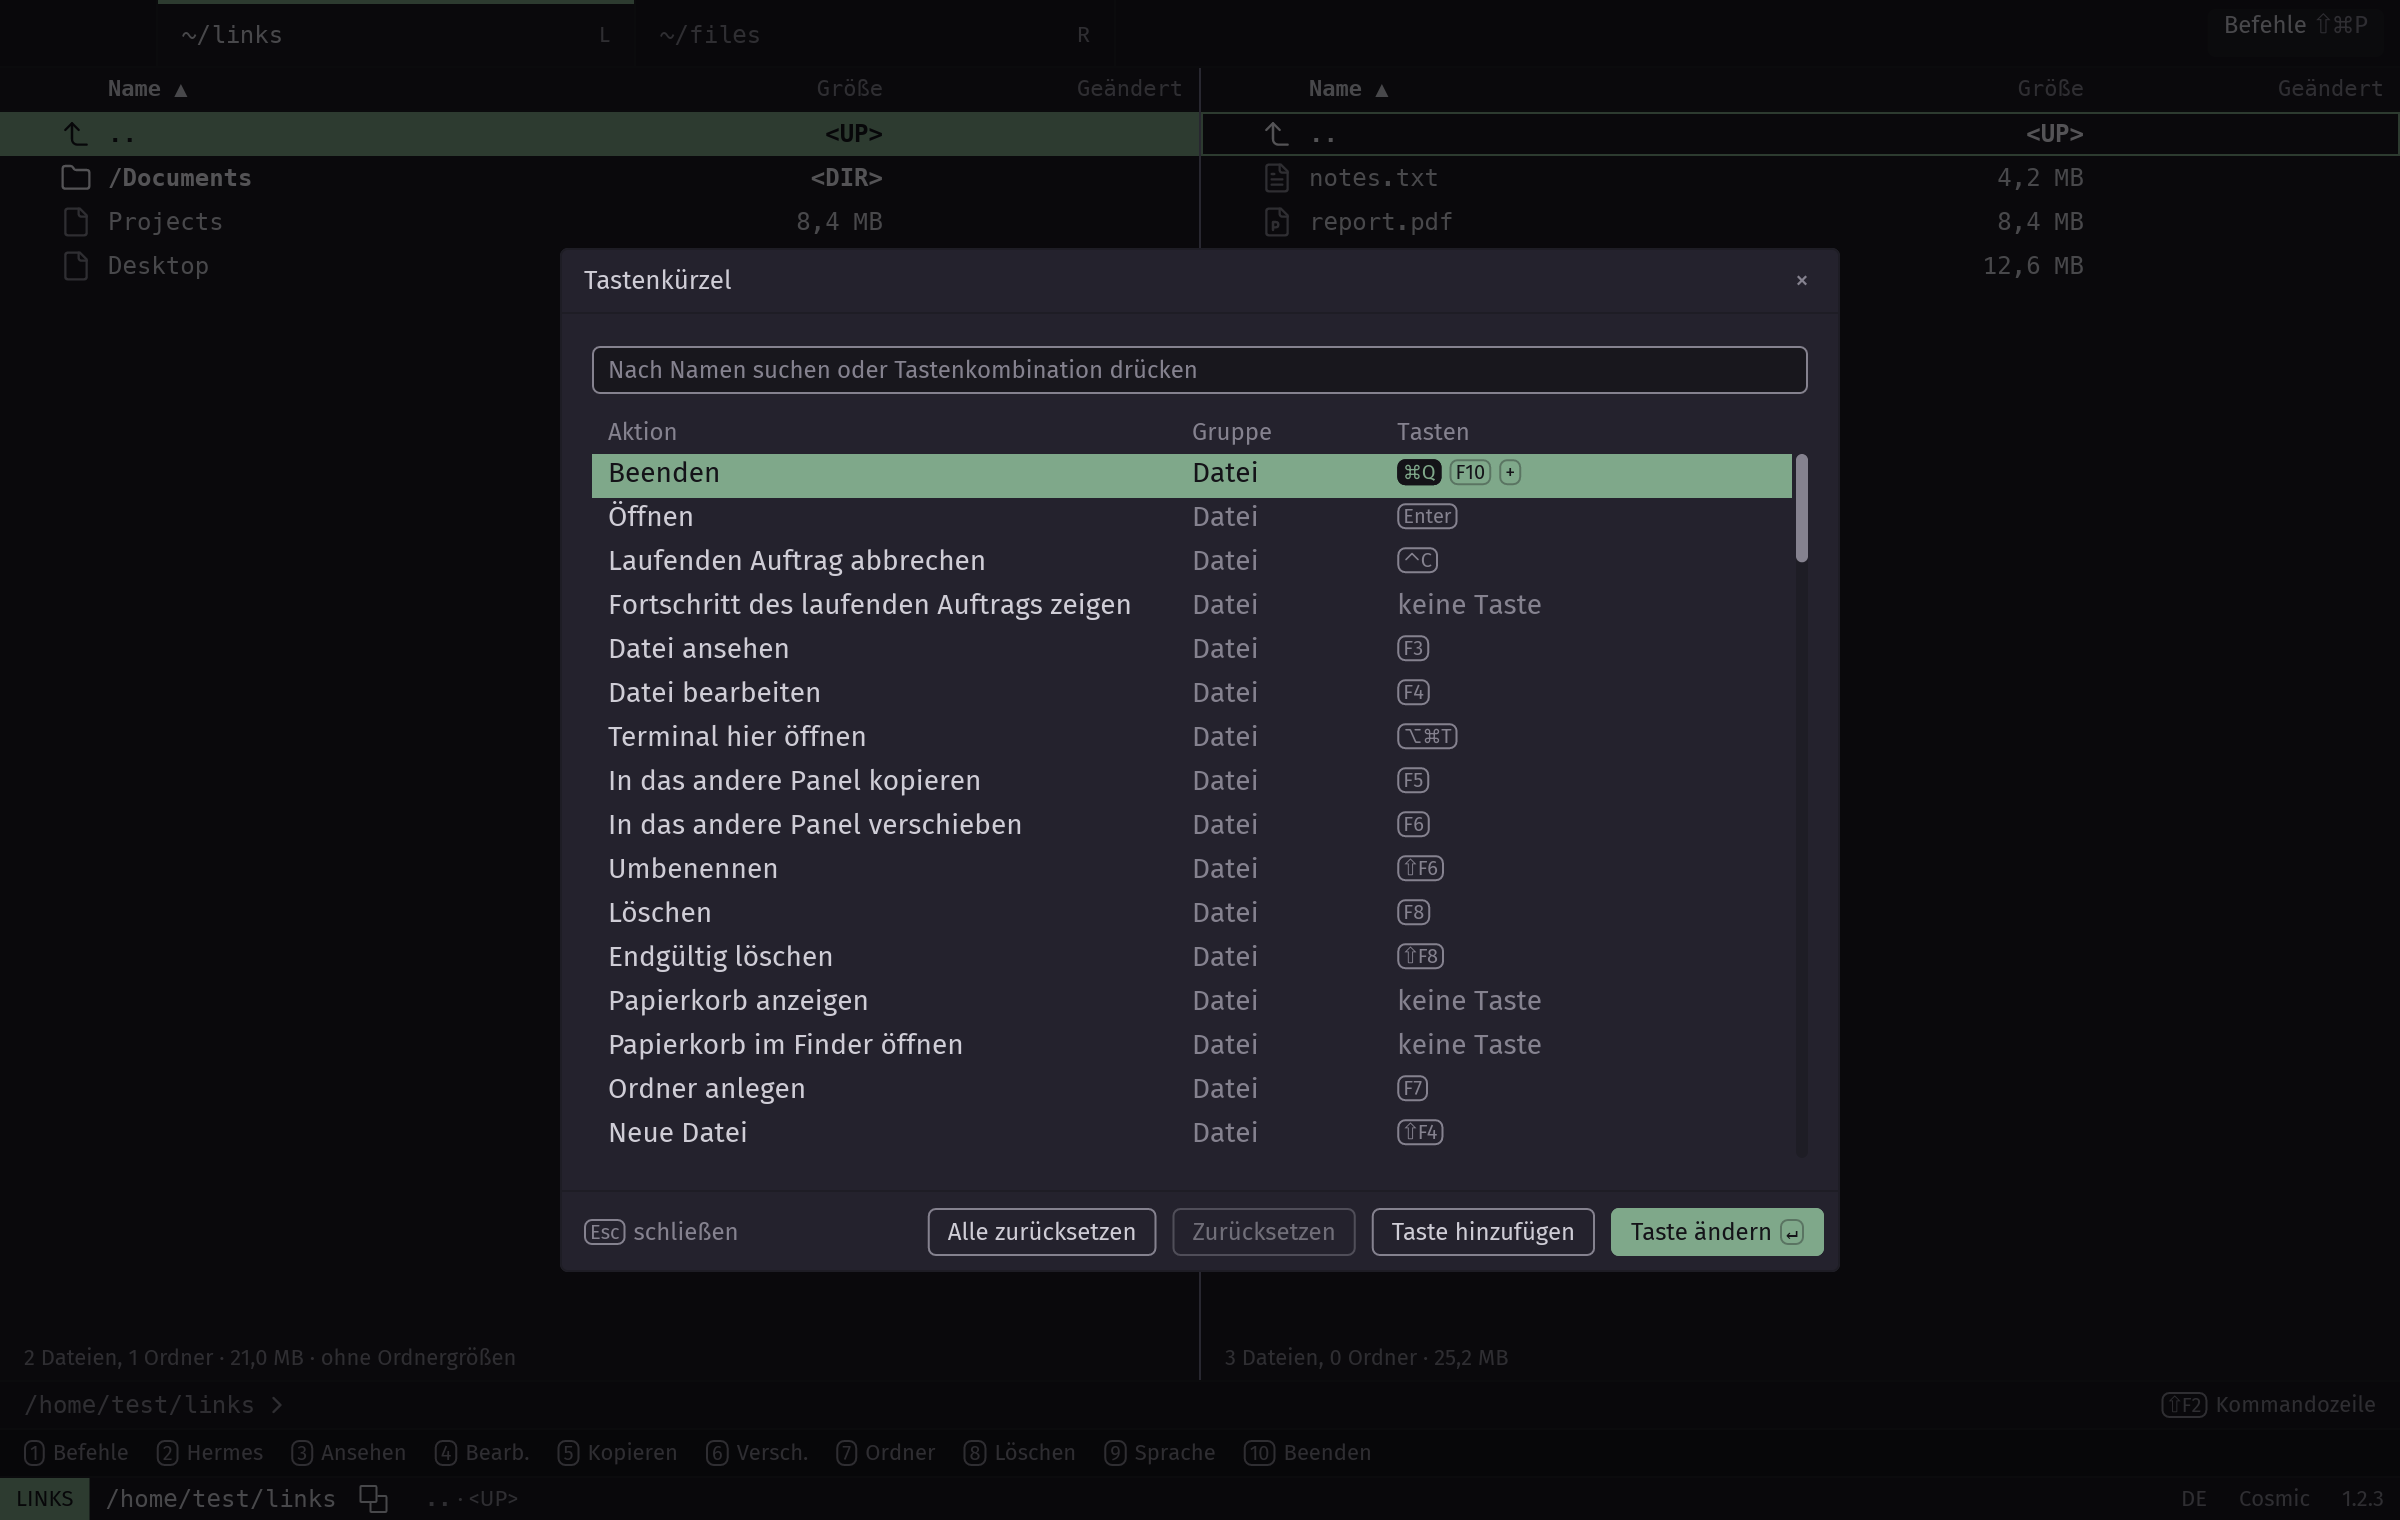 ~/links L ~/files R Befehle ⇧⌘P
Name ▲ Größe Geändert Name ▲ Größe Geändert
.. <UP> .. <UP>
/Documents <DIR> notes.txt 4,2 MB
Projects 8,4 MB report.pdf 8,4 MB
Desktop 12,6 MB
Tastenkürzel ×
Nach Namen suchen oder Tastenkombination drücken
Aktion Gruppe Tasten
Beenden Datei ⌘Q F10 +
Öffnen Datei Enter
Laufenden Auftrag abbrechen Datei ^C
Fortschritt des laufenden Auftrags zeigen Datei keine Taste
Datei ansehen Datei F3
Datei bearbeiten Datei F4
Terminal hier öffnen Datei ⌥⌘T
In das andere Panel kopieren Datei F5
In das andere Panel verschieben Datei F6
Umbenennen Datei ⇧F6
Löschen Datei F8
Endgültig löschen Datei ⇧F8
Papierkorb anzeigen Datei keine Taste
Papierkorb im Finder öffnen Datei keine Taste
Ordner anlegen Datei F7
Neue Datei Datei ⇧F4
Esc schließen Alle zurücksetzen Zurücksetzen Taste hinzufügen Taste ändern ↵
2 Dateien, 1 Ordner · 21,0 MB · ohne Ordnergrößen 3 Dateien, 0 Ordner · 25,2 MB
/home/test/links > ⇧F2 Kommandozeile
1 Befehle 2 Hermes 3 Ansehen 4 Bearb. 5 Kopieren 6 Versch. 7 Ordner 8 Löschen 9 Sprache 10 Beenden
LINKS /home/test/links .. · <UP> DE Cosmic 1.2.3